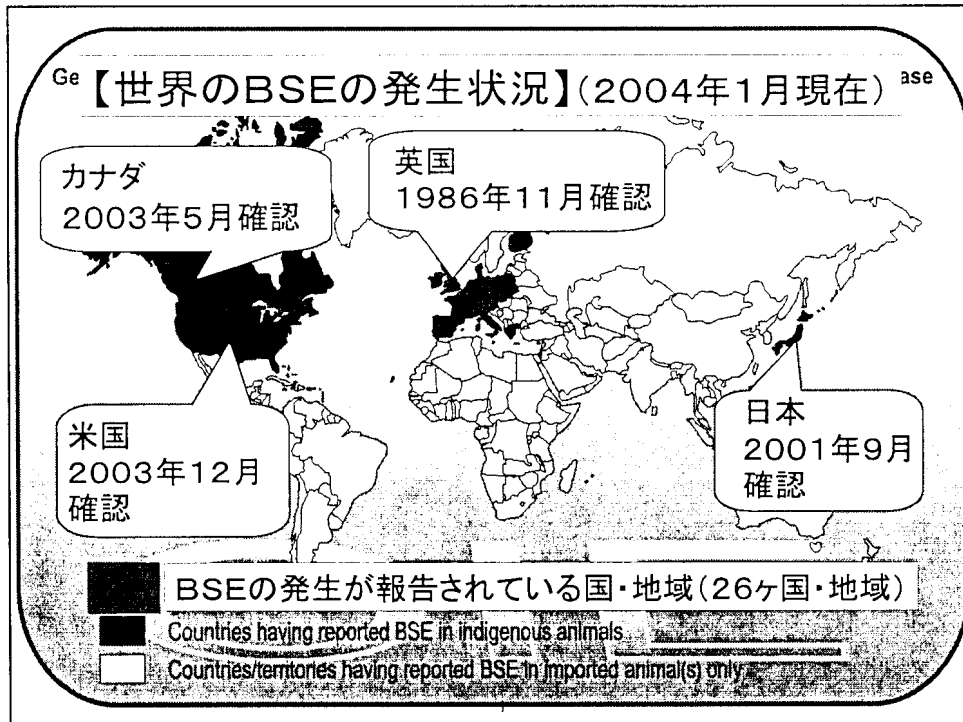 Ge 【世界のBSEの発生状況】(2004年1月現在) ase
カナダ
2003年5月確認
英国
1986年11月確認
米国
2003年12月
確認
日本
2001年9月
確認
BSEの発生が報告されている国・地域(26ヶ国・地域)
Countries having reported BSE in indigenous animals
Countries/territories having reported BSE in imported animal(s) only